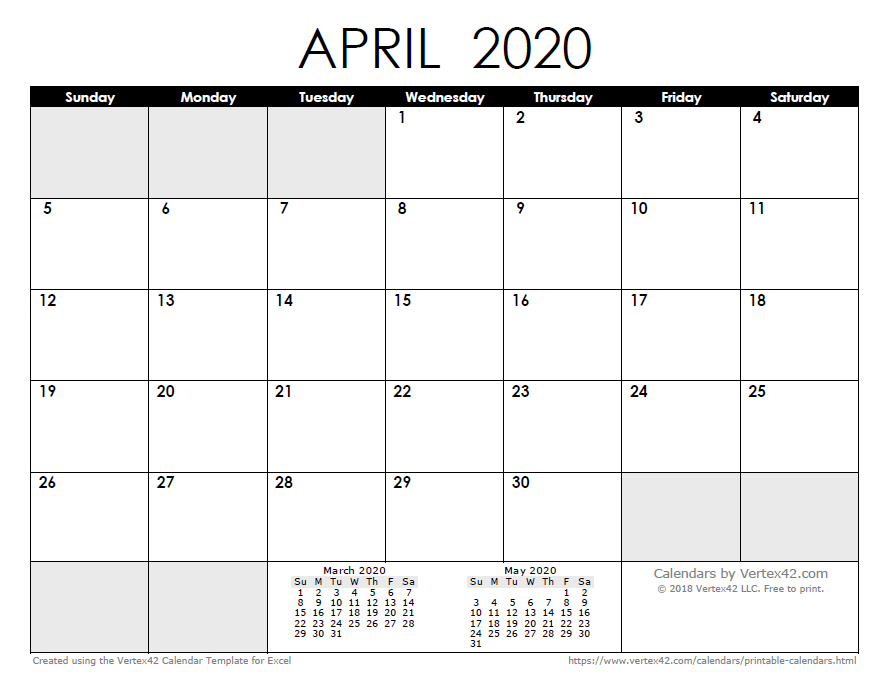 APRIL 2020
Sunday Monday Tuesday Wednesday Thursday Friday Saturday
1 2 3 4
5 6 7 8 9 10 11
12 13 14 15 16 17 18
19 20 21 22 23 24 25
26 27 28 29 30
March 2020
Su M Tu W Th F Sa
1 2 3 4 5 6 7
8 9 10 11 12 13 14
15 16 17 18 19 20 21
22 23 24 25 26 27 28
29 30 31
May 2020
Su M Tu W Th F Sa
1 2
3 4 5 6 7 8 9
10 11 12 13 14 15 16
17 18 19 20 21 22 23
24 25 26 27 28 29 30
31
Calendars by Vertex42.com
© 2018 Vertex42 LLC. Free to print.
Created using the Vertex42 Calendar Template for Excel
https://www.vertex42.com/calendars/printable-calendars.html